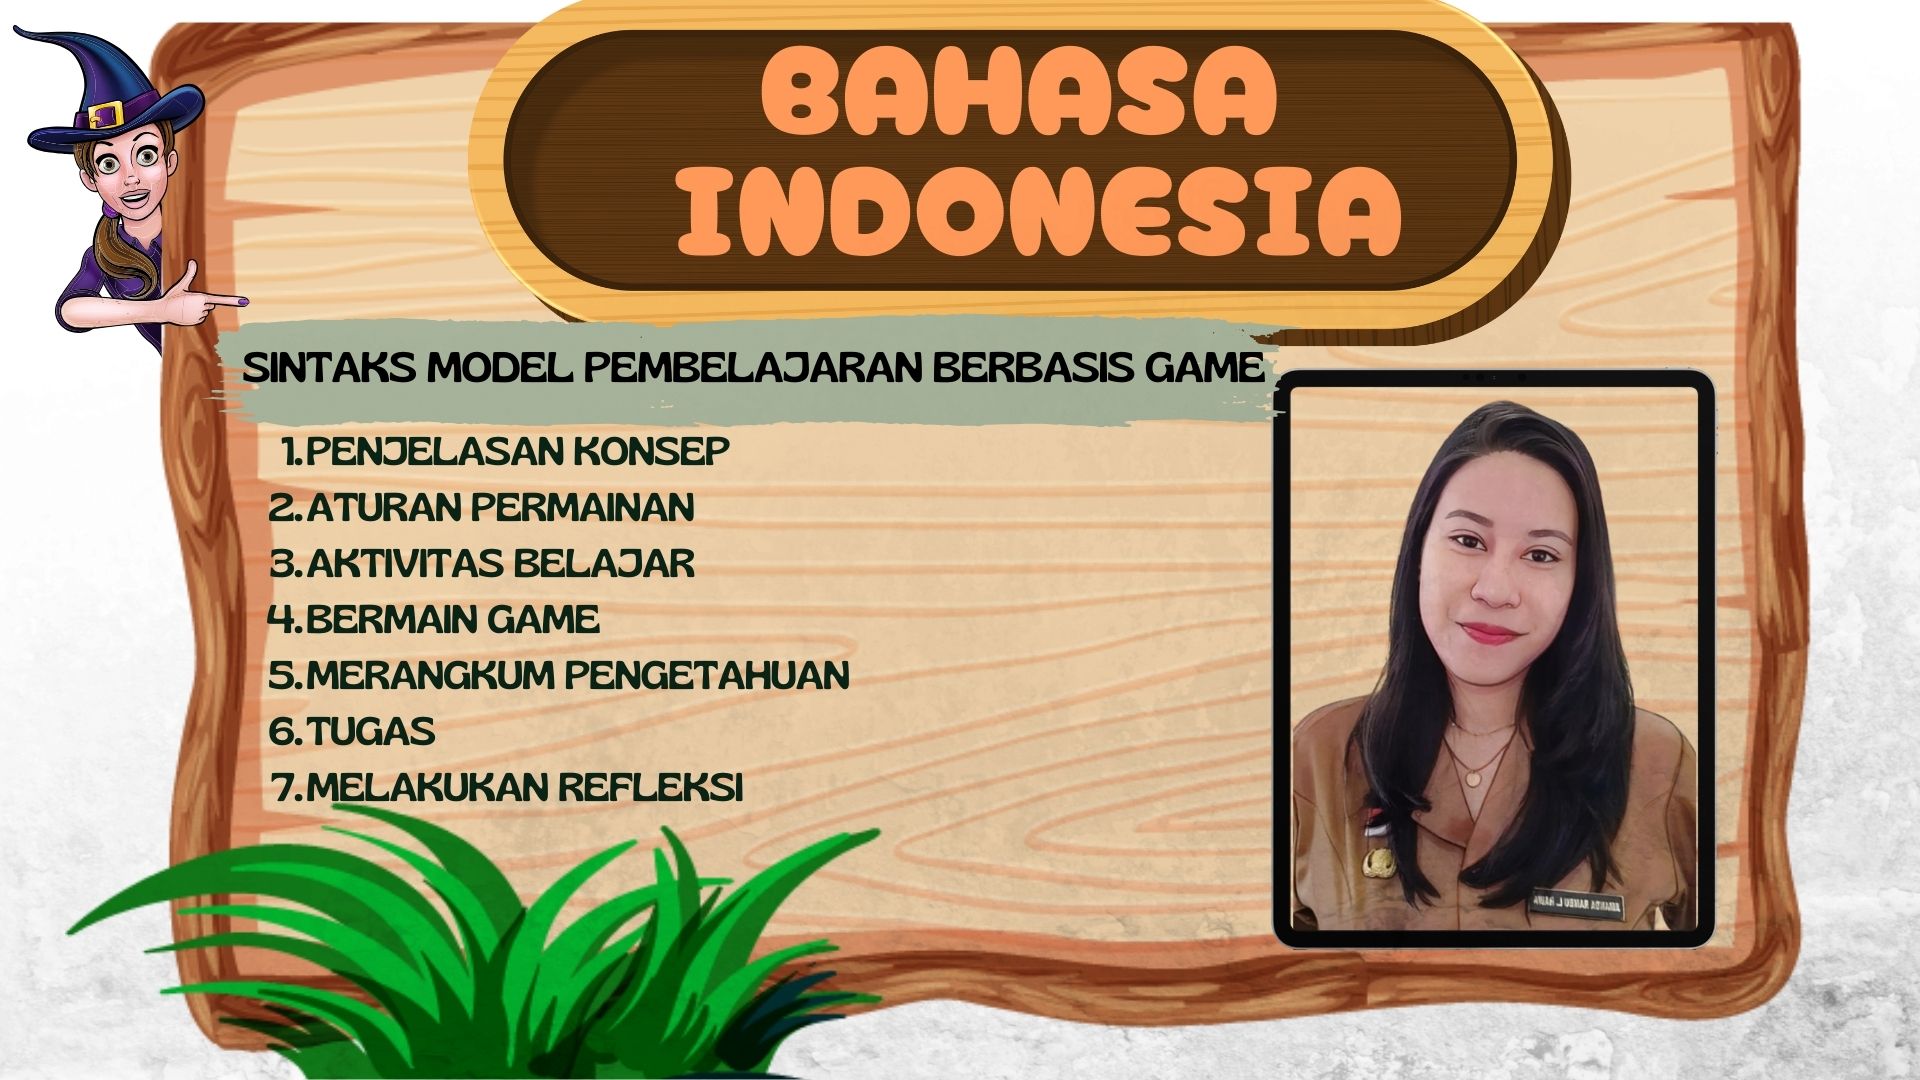 BAHASA
INDONESIA
SINTAKS MODEL PEMBELAJARAN BERBASIS GAME
1. PENJELASAN KONSEP
2. ATURAN PERMAINAN
3. AKTIVITAS BELAJAR
4. BERMAIN GAME
5. MERANGKUM PENGETAHUAN
6. TUGAS
7. MELAKUKAN REFLEKSI